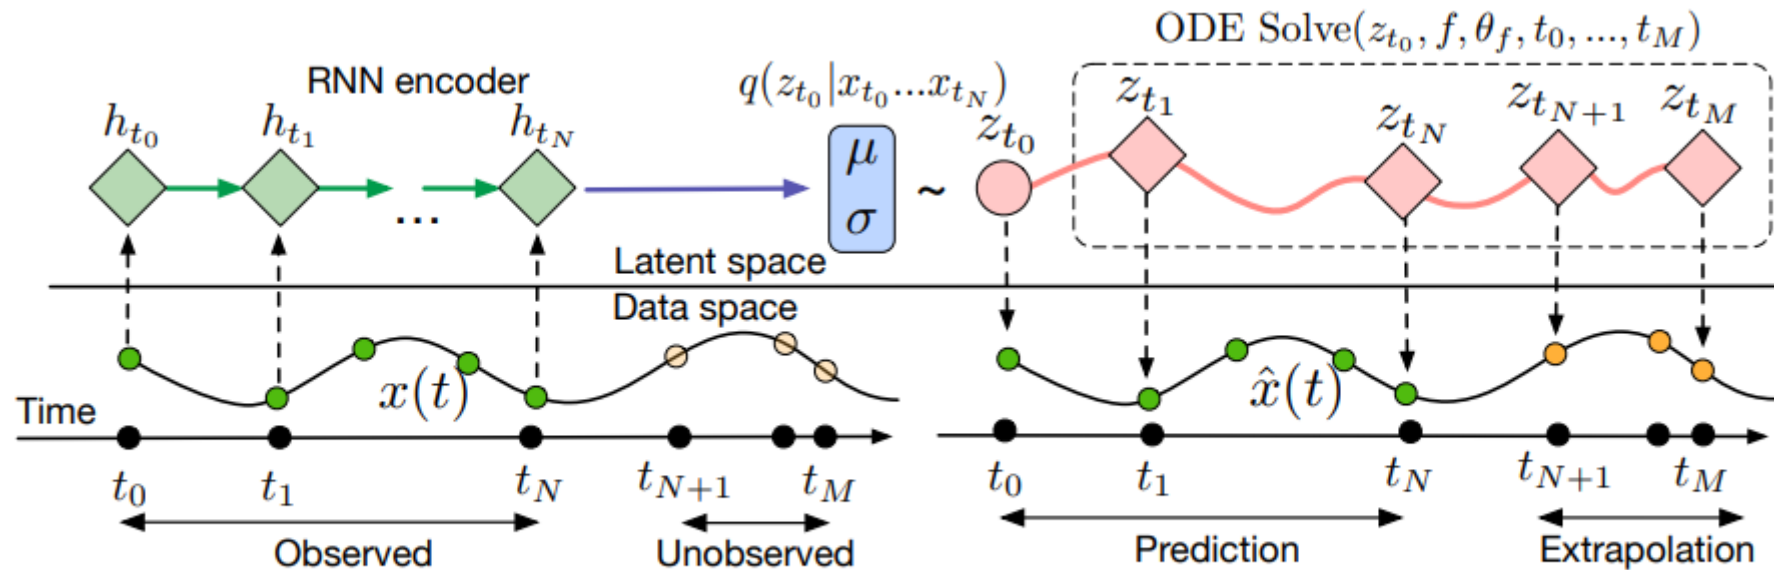 ODE Solve(z_{t_0}, f, θ_f, t_0, ..., t_M)
RNN encoder
q(z_{t_0}|x_{t_0}...x_{t_N})
h_{t_0} h_{t_1} h_{t_N}
z_{t_0} z_{t_1} z_{t_N} z_{t_{N+1}} z_{t_M}
μ
~
σ
...
Latent space
Data space
x(t) x̂(t)
Time
t_0 t_1 t_N t_{N+1} t_M t_0 t_1 t_N t_{N+1} t_M
Observed Unobserved Prediction Extrapolation